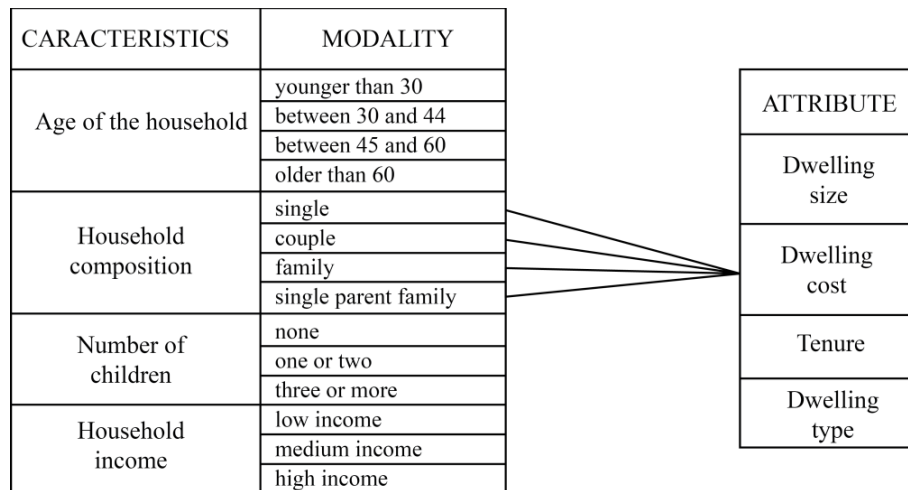 CARACTERISTICS
MODALITY
Age of the household
younger than 30
between 30 and 44
between 45 and 60
older than 60
Household
composition
single
couple
family
single parent family
Number of
children
none
one or two
three or more
Household
income
low income
medium income
high income
ATTRIBUTE
Dwelling
size
Dwelling
cost
Tenure
Dwelling
type